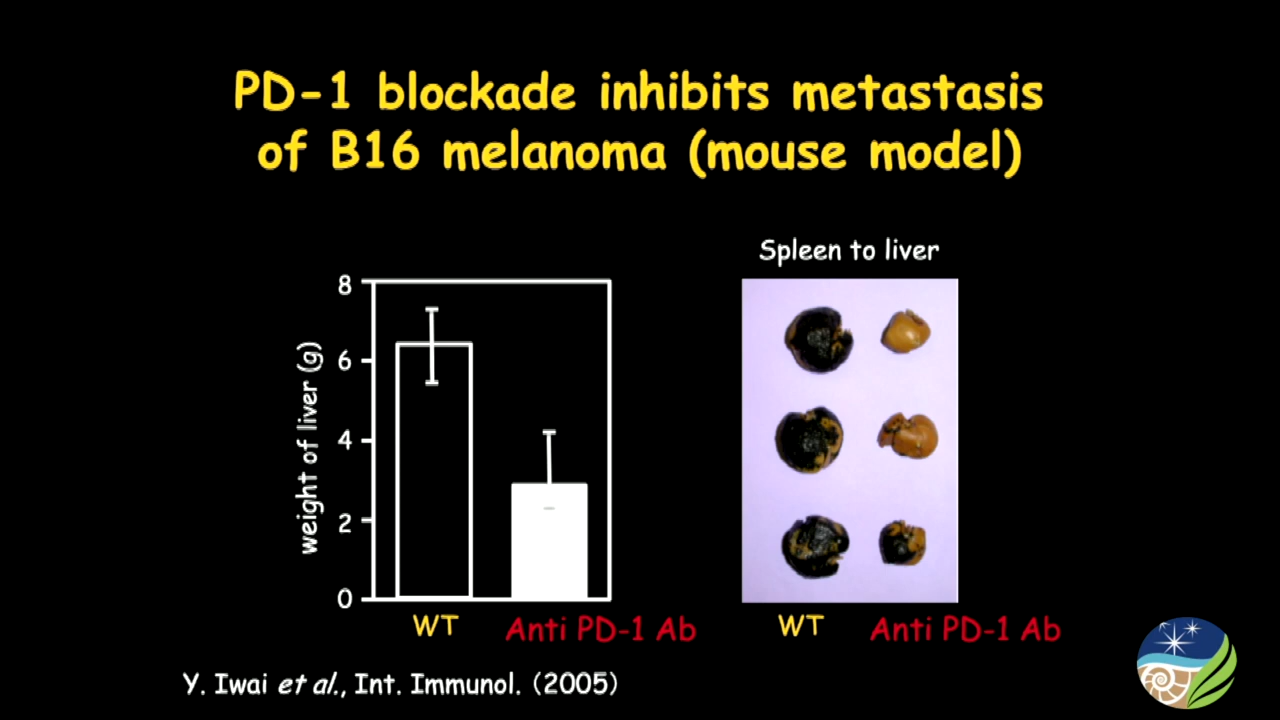 PD-1 blockade inhibits metastasis
of B16 melanoma (mouse model)
Spleen to liver
weight of liver (g)
8
6
4
2
0
WT
Anti PD-1 Ab
WT
Anti PD-1 Ab
Y. Iwai et al., Int. Immunol. (2005)